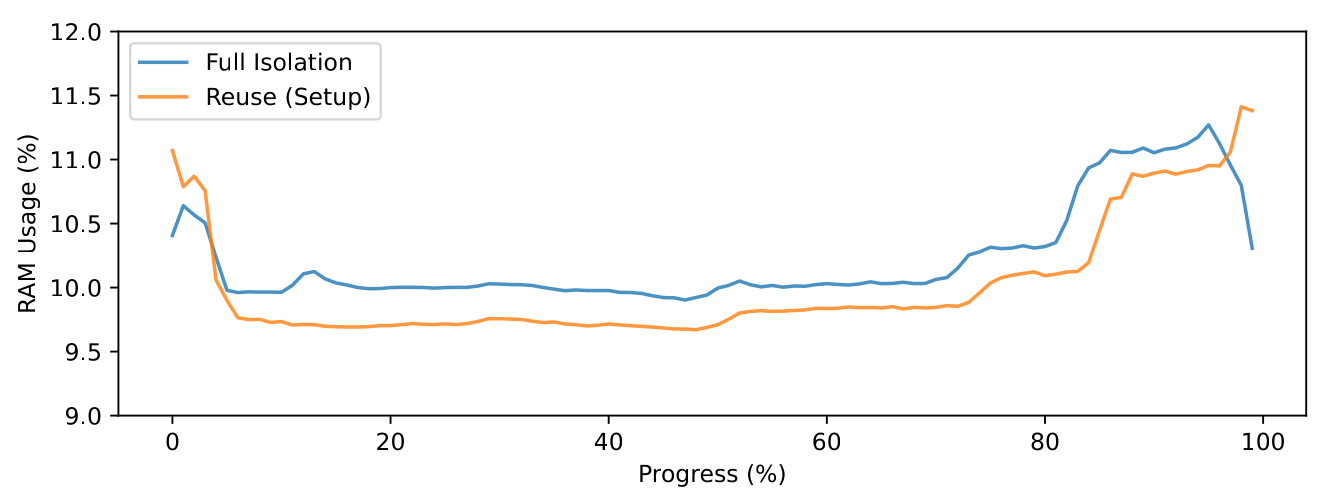 12.0
11.5
11.0
10.5
10.0
9.5
9.0
RAM Usage (%)
Full Isolation
Reuse (Setup)
0 20 40 60 80 100
Progress (%)